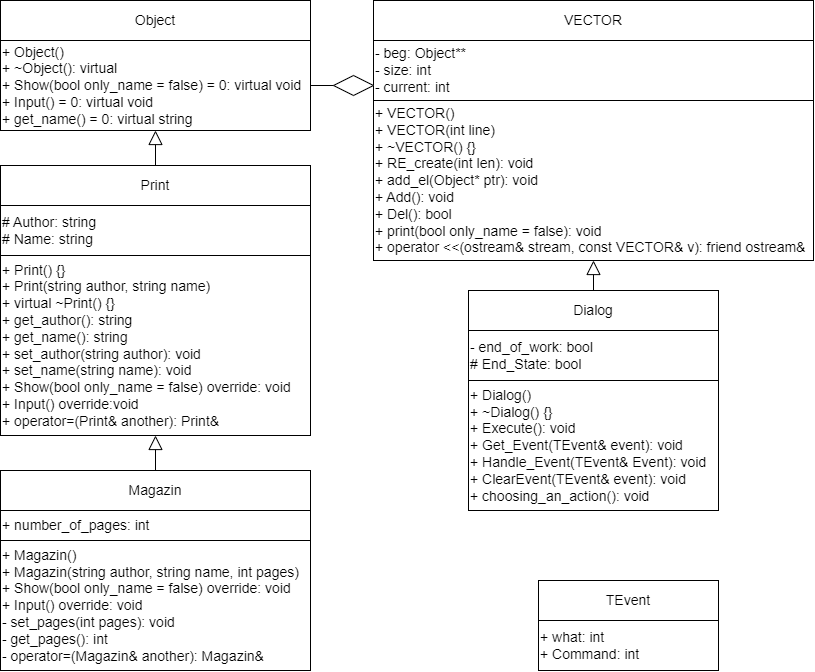 Object
+ Object()
+ ~Object(): virtual
+ Show(bool only_name = false) = 0: virtual void
+ Input() = 0: virtual void
+ get_name() = 0: virtual string
Print
# Author: string
# Name: string
+ Print() {}
+ Print(string author, string name)
+ virtual ~Print() {}
+ get_author(): string
+ get_name(): string
+ set_author(string author): void
+ set_name(string name): void
+ Show(bool only_name = false) override: void
+ Input() override:void
+ operator=(Print& another): Print&
Magazin
+ number_of_pages: int
+ Magazin()
+ Magazin(string author, string name, int pages)
+ Show(bool only_name = false) override: void
+ Input() override: void
- set_pages(int pages): void
- get_pages(): int
- operator=(Magazin& another): Magazin&
VECTOR
- beg: Object**
- size: int
- current: int
+ VECTOR()
+ VECTOR(int line)
+ ~VECTOR() {}
+ RE_create(int len): void
+ add_el(Object* ptr): void
+ Add(): void
+ Del(): bool
+ print(bool only_name = false): void
+ operator <<(ostream& stream, const VECTOR& v): friend ostream&
Dialog
- end_of_work: bool
# End_State: bool
+ Dialog()
+ ~Dialog() {}
+ Execute(): void
+ Get_Event(TEvent& event): void
+ Handle_Event(TEvent& Event): void
+ ClearEvent(TEvent& event): void
+ choosing_an_action(): void
TEvent
+ what: int
+ Command: int